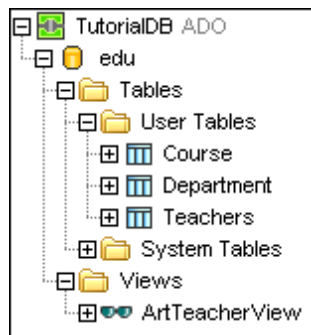 TutorialDB ADO
edu
Tables
User Tables
Course
Department
Teachers
System Tables
Views
ArtTeacherView